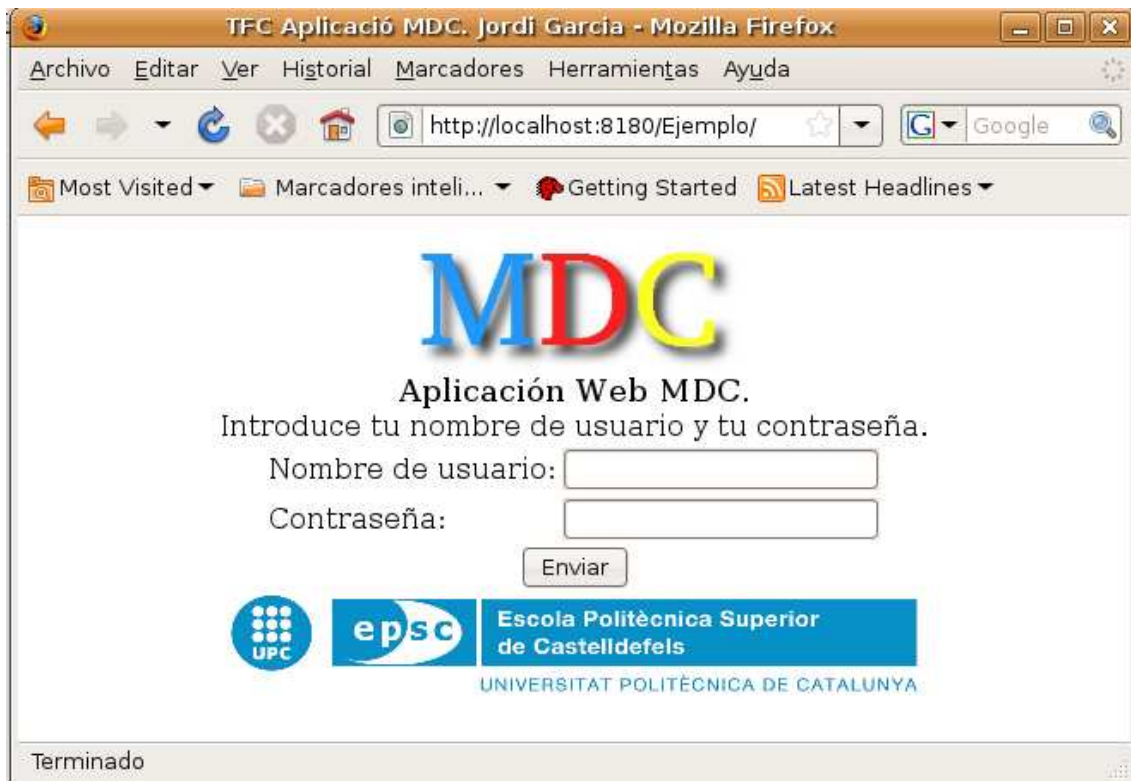 TFC Aplicació MDC. Jordi Garcia - Mozilla Firefox
Archivo Editar Ver Historial Marcadores Herramientas Ayuda
http://localhost:8180/Ejemplo/ G Google
Most Visited Marcadores inteli... Getting Started Latest Headlines
MDC
Aplicación Web MDC.
Introduce tu nombre de usuario y tu contraseña.
Nombre de usuario:
Contraseña:
Enviar
UPC epsc Escola Politècnica Superior
de Castelldefels
UNIVERSITAT POLITÈCNICA DE CATALUNYA
Terminado